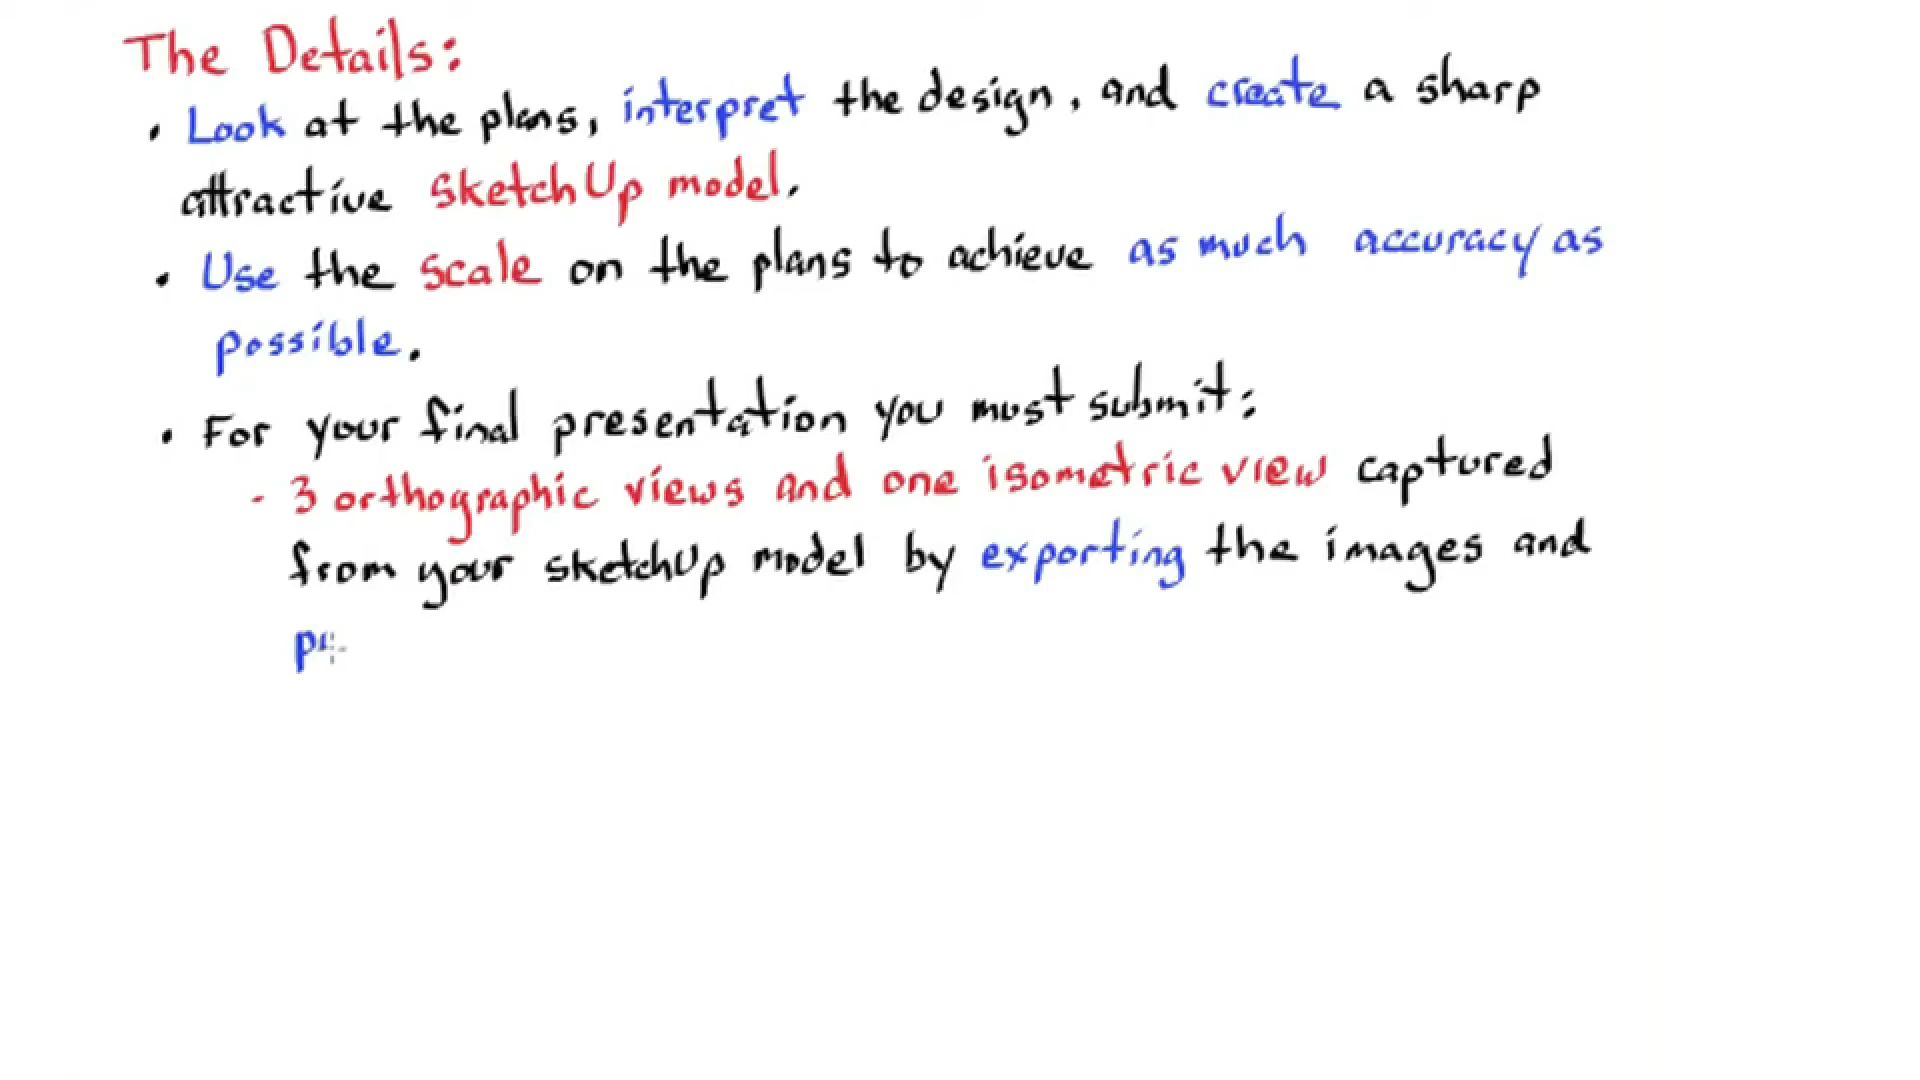 The Details:
• Look at the plans, interpret the design, and create a sharp
attractive SketchUp model.
• Use the scale on the plans to achieve as much accuracy as
possible.
• For your final presentation you must submit:
- 3 orthographic views and one isometric view captured
from your sketchUp model by exporting the images and